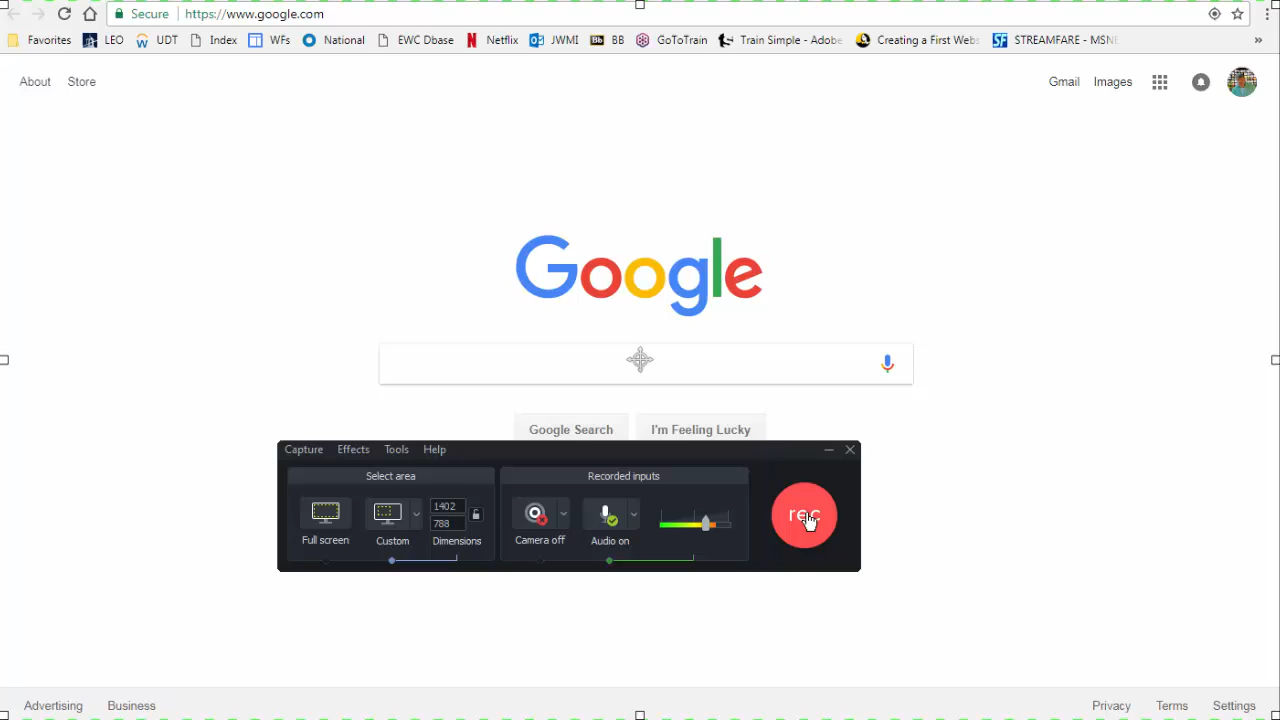 Secure https://www.google.com
Favorites LEO UDT Index WFs National EWC Dbase Netflix JWMI BB GoToTrain Train Simple - Adobe Creating a First Webs STREAMFARE - MSNE »
About Store Gmail Images
Google
Google Search I'm Feeling Lucky
Capture Effects Tools Help
Select area Recorded inputs
1402
788
rec
Full screen Custom Dimensions Camera off Audio on
Advertising Business Privacy Terms Settings